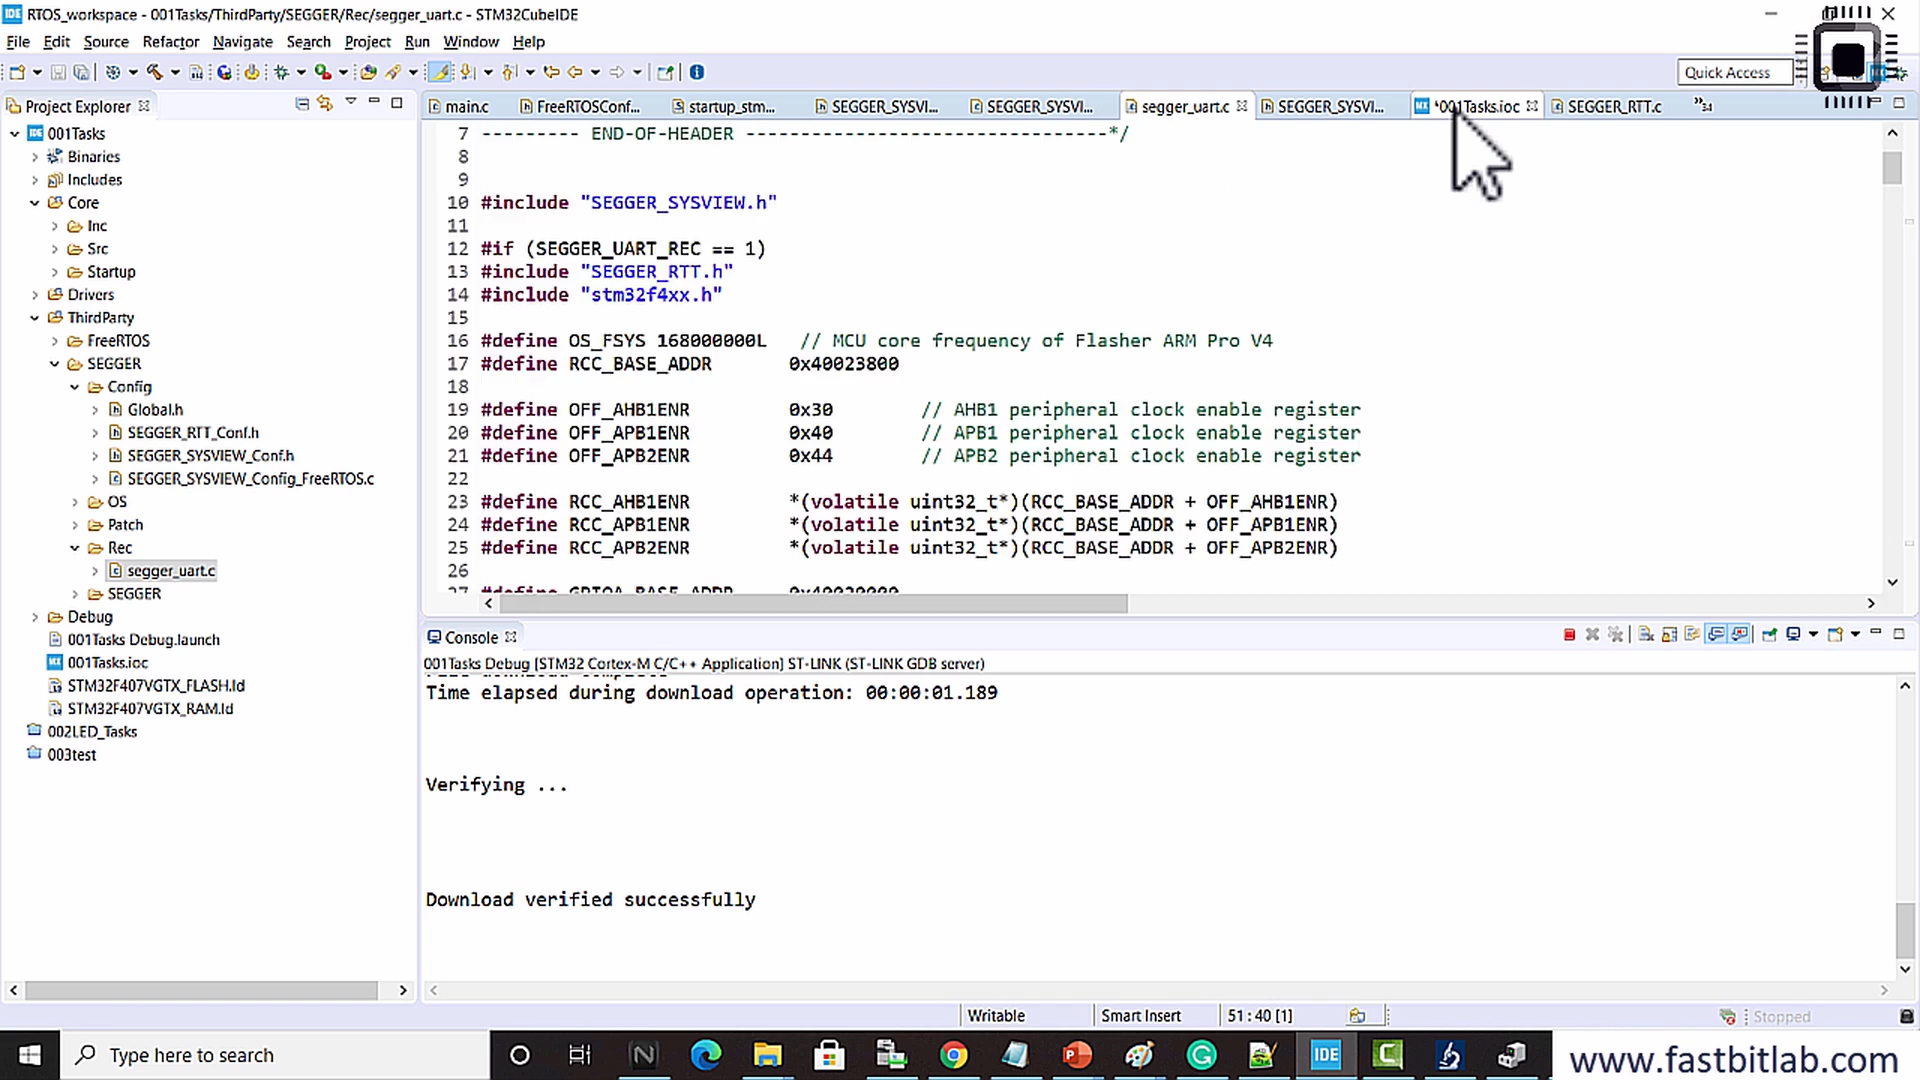 RTOS_workspace - 001Tasks/ThirdParty/SEGGER/Rec/segger_uart.c - STM32CubeIDE
File Edit Source Refactor Navigate Search Project Run Window Help
Quick Access
Project Explorer
main.c FreeRTOSConf... startup_stm... SEGGER_SYSVI... SEGGER_SYSVI... segger_uart.c SEGGER_SYSVI... *001Tasks.ioc SEGGER_RTT.c »34
001Tasks
Binaries
Includes
Core
Inc
Src
Startup
Drivers
ThirdParty
FreeRTOS
SEGGER
Config
Global.h
SEGGER_RTT_Conf.h
SEGGER_SYSVIEW_Conf.h
SEGGER_SYSVIEW_Config_FreeRTOS.c
OS
Patch
Rec
segger_uart.c
SEGGER
Debug
001Tasks Debug.launch
001Tasks.ioc
STM32F407VGTX_FLASH.ld
STM32F407VGTX_RAM.ld
002LED_Tasks
003test
7 --------- END-OF-HEADER ---------------------------------*/
8
9
10 #include "SEGGER_SYSVIEW.h"
11
12 #if (SEGGER_UART_REC == 1)
13 #include "SEGGER_RTT.h"
14 #include "stm32f4xx.h"
15
16 #define OS_FSYS 168000000L // MCU core frequency of Flasher ARM Pro V4
17 #define RCC_BASE_ADDR 0x40023800
18
19 #define OFF_AHB1ENR 0x30 // AHB1 peripheral clock enable register
20 #define OFF_APB1ENR 0x40 // APB1 peripheral clock enable register
21 #define OFF_APB2ENR 0x44 // APB2 peripheral clock enable register
22
23 #define RCC_AHB1ENR *(volatile uint32_t*)(RCC_BASE_ADDR + OFF_AHB1ENR)
24 #define RCC_APB1ENR *(volatile uint32_t*)(RCC_BASE_ADDR + OFF_APB1ENR)
25 #define RCC_APB2ENR *(volatile uint32_t*)(RCC_BASE_ADDR + OFF_APB2ENR)
26
27 #define GPIOA_BASE_ADDR 0x40020000
Console
001Tasks Debug [STM32 Cortex-M C/C++ Application] ST-LINK (ST-LINK GDB server)
File download complete
Time elapsed during download operation: 00:00:01.189
Verifying ...
Download verified successfully
Writable Smart Insert 51 : 40 [1] Stopped
Type here to search
IDE
www.fastbitlab.com